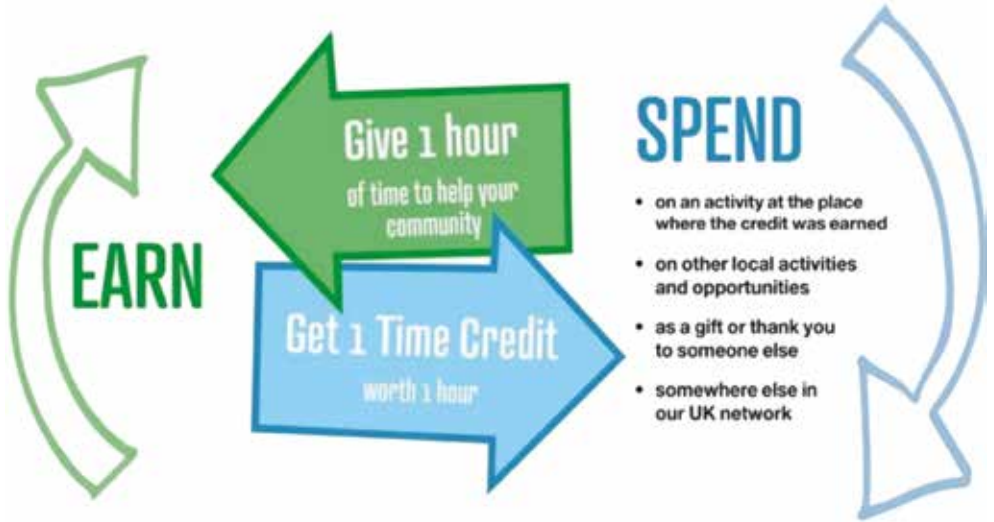 EARN
Give 1 hour
of time to help your
community
Get 1 Time Credit
worth 1 hour
SPEND
• on an activity at the place
where the credit was earned
• on other local activities
and opportunities
• as a gift or thank you
to someone else
• somewhere else in
our UK network